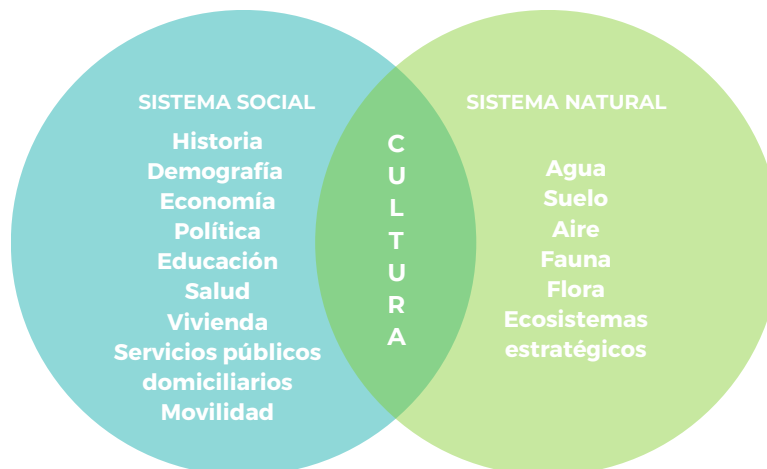 SISTEMA SOCIAL
Historia
Demografía
Economía
Política
Educación
Salud
Vivienda
Servicios públicos
domiciliarios
Movilidad
C
U
L
T
U
R
A
SISTEMA NATURAL
Agua
Suelo
Aire
Fauna
Flora
Ecosistemas
estratégicos